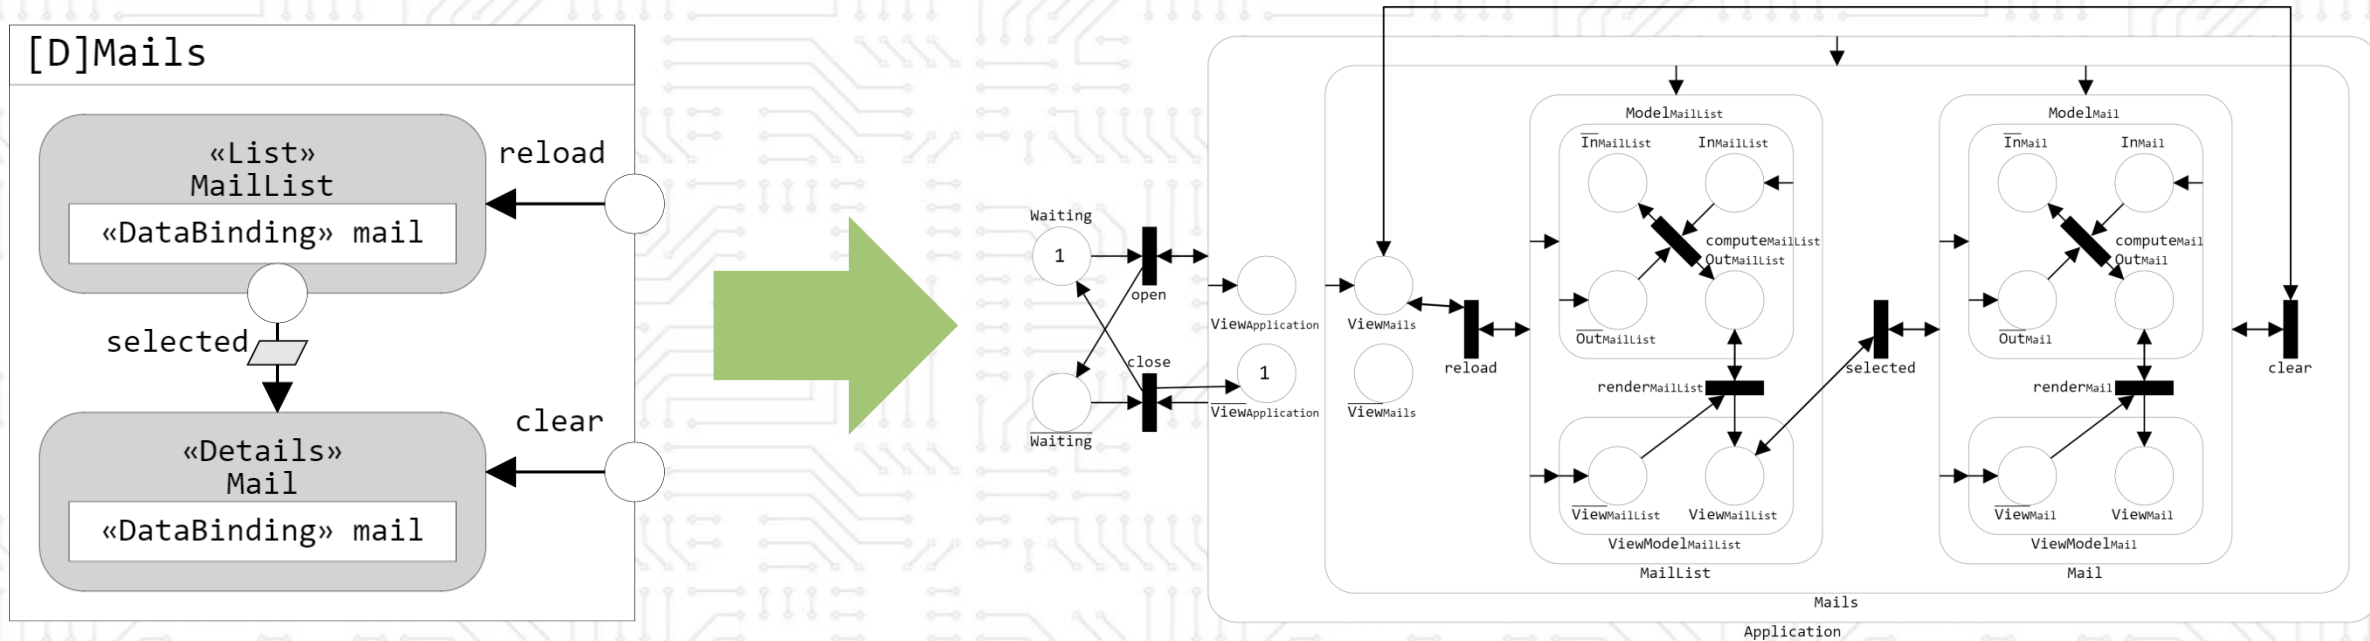 [D]Mails
«List»
MailList
«DataBinding» mail
reload
selected
«Details»
Mail
«DataBinding» mail
clear
Waiting
1
open
close
Waiting
ViewApplication
1
ViewApplication
ViewMails
ViewMails
reload
ModelMailList
InMailList
InMailList
computeMailList
OutMailList
OutMailList
renderMailList
ViewMailList
ViewMailList
ViewModelMailList
MailList
selected
ModelMail
InMail
InMail
computeMail
OutMail
OutMail
renderMail
ViewMail
ViewMail
ViewModelMail
Mail
clear
Mails
Application